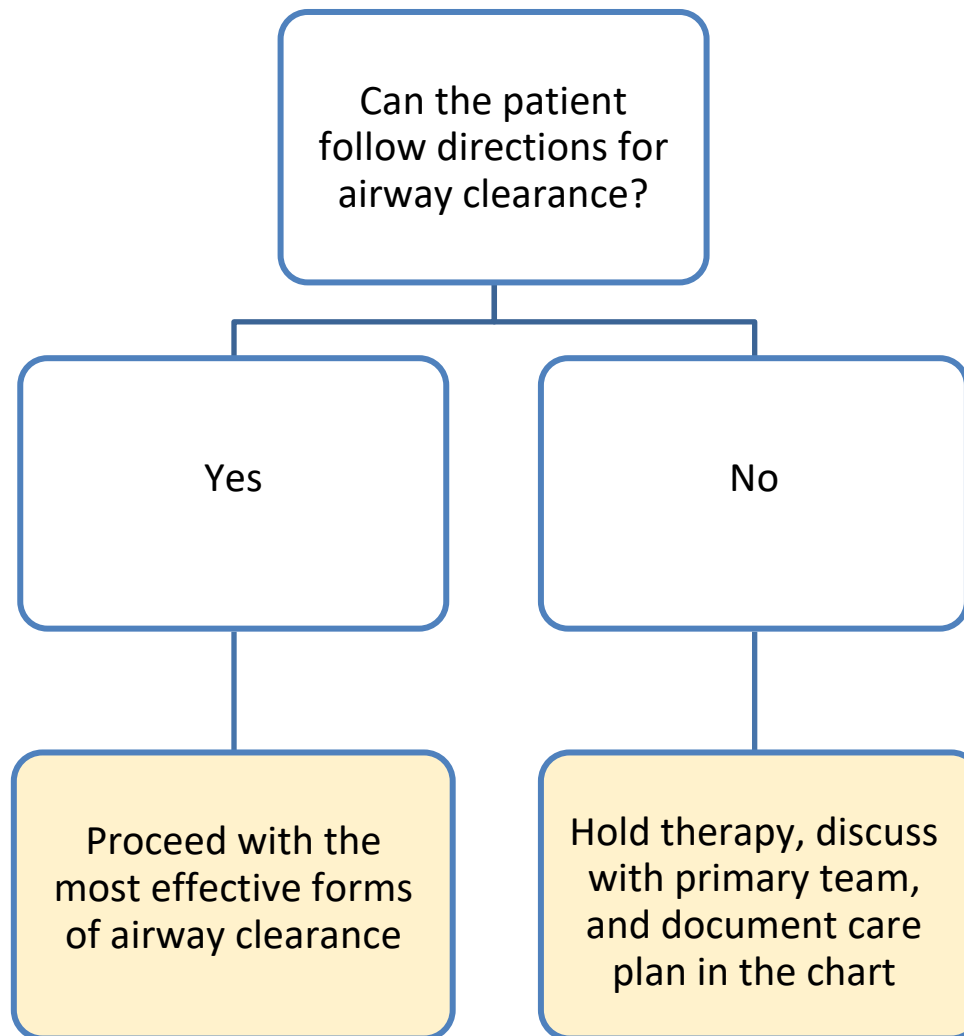 Can the patient
follow directions for
airway clearance?
Yes
No
Proceed with the
most effective forms
of airway clearance
Hold therapy, discuss
with primary team,
and document care
plan in the chart